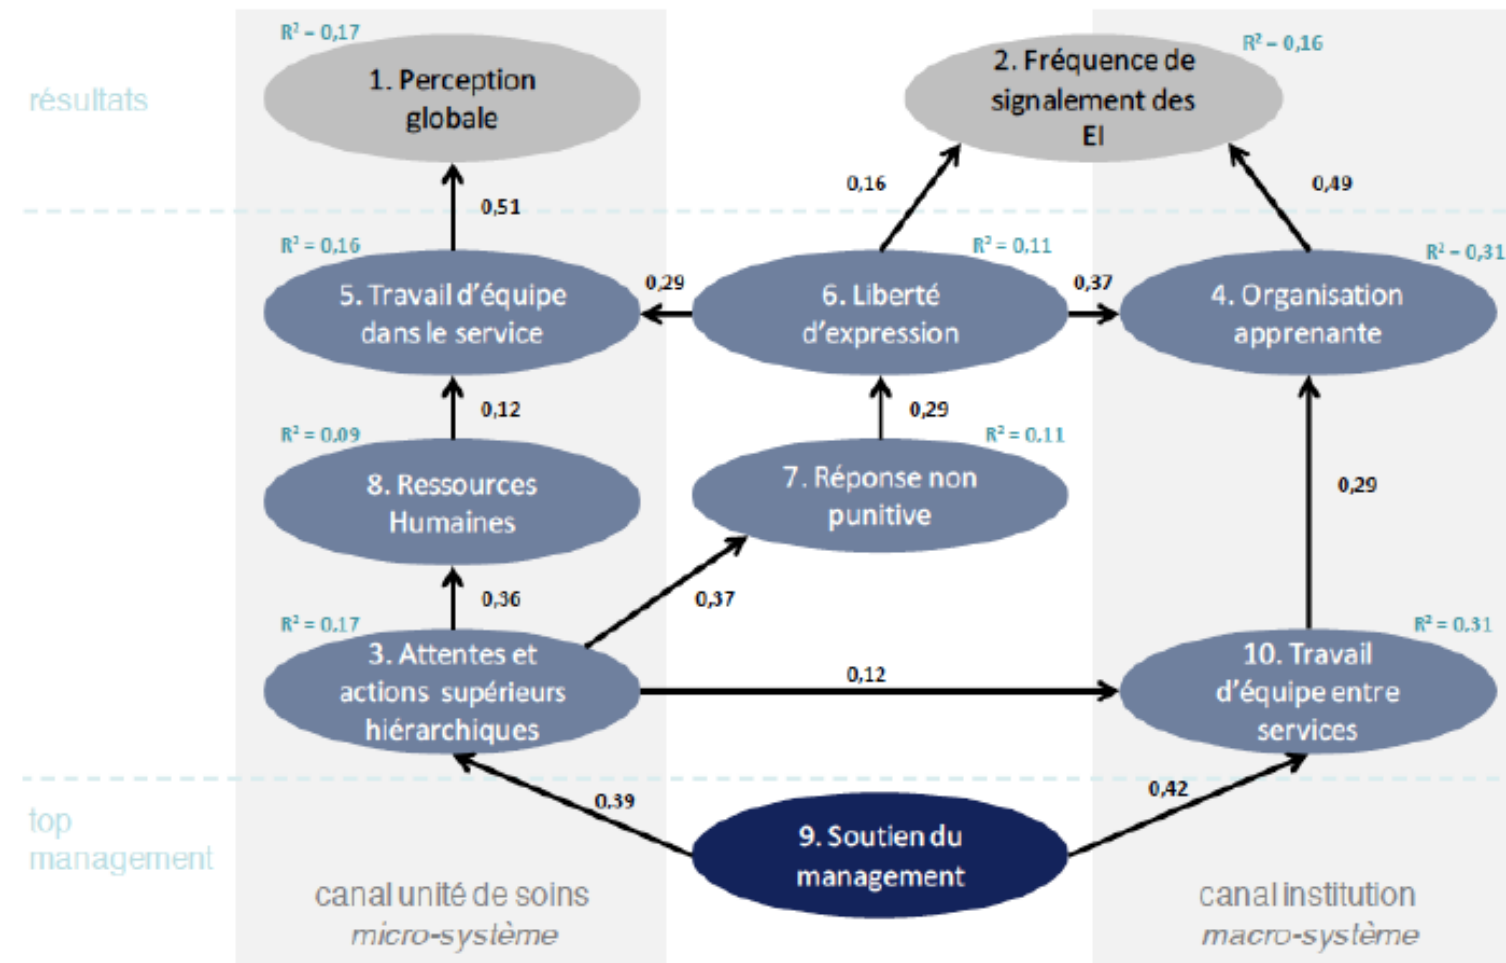 R² – 0,17
1. Perception
globale
2. Fréquence de
signalement des
EI
R² – 0,16
résultats
0,51
0,16
0,49
R² = 0,16
5. Travail d’équipe
dans le service
0,29
R² = 0,11
6. Liberté
d’expression
0,37
R² – 0,31
4. Organisation
apprenante
0,12
0,29
R² = 0,09
8. Ressources
Humaines
R² = 0,11
7. Réponse non
punitive
0,29
0,36
0,37
R² = 0,17
3. Attentes et
actions supérieurs
hiérarchiques
0,12
R² = 0,31
10. Travail
d’équipe entre
services
0,39
0,42
top
management
9. Soutien du
management
canal unité de soins
micro-système
canal institution
macro-système